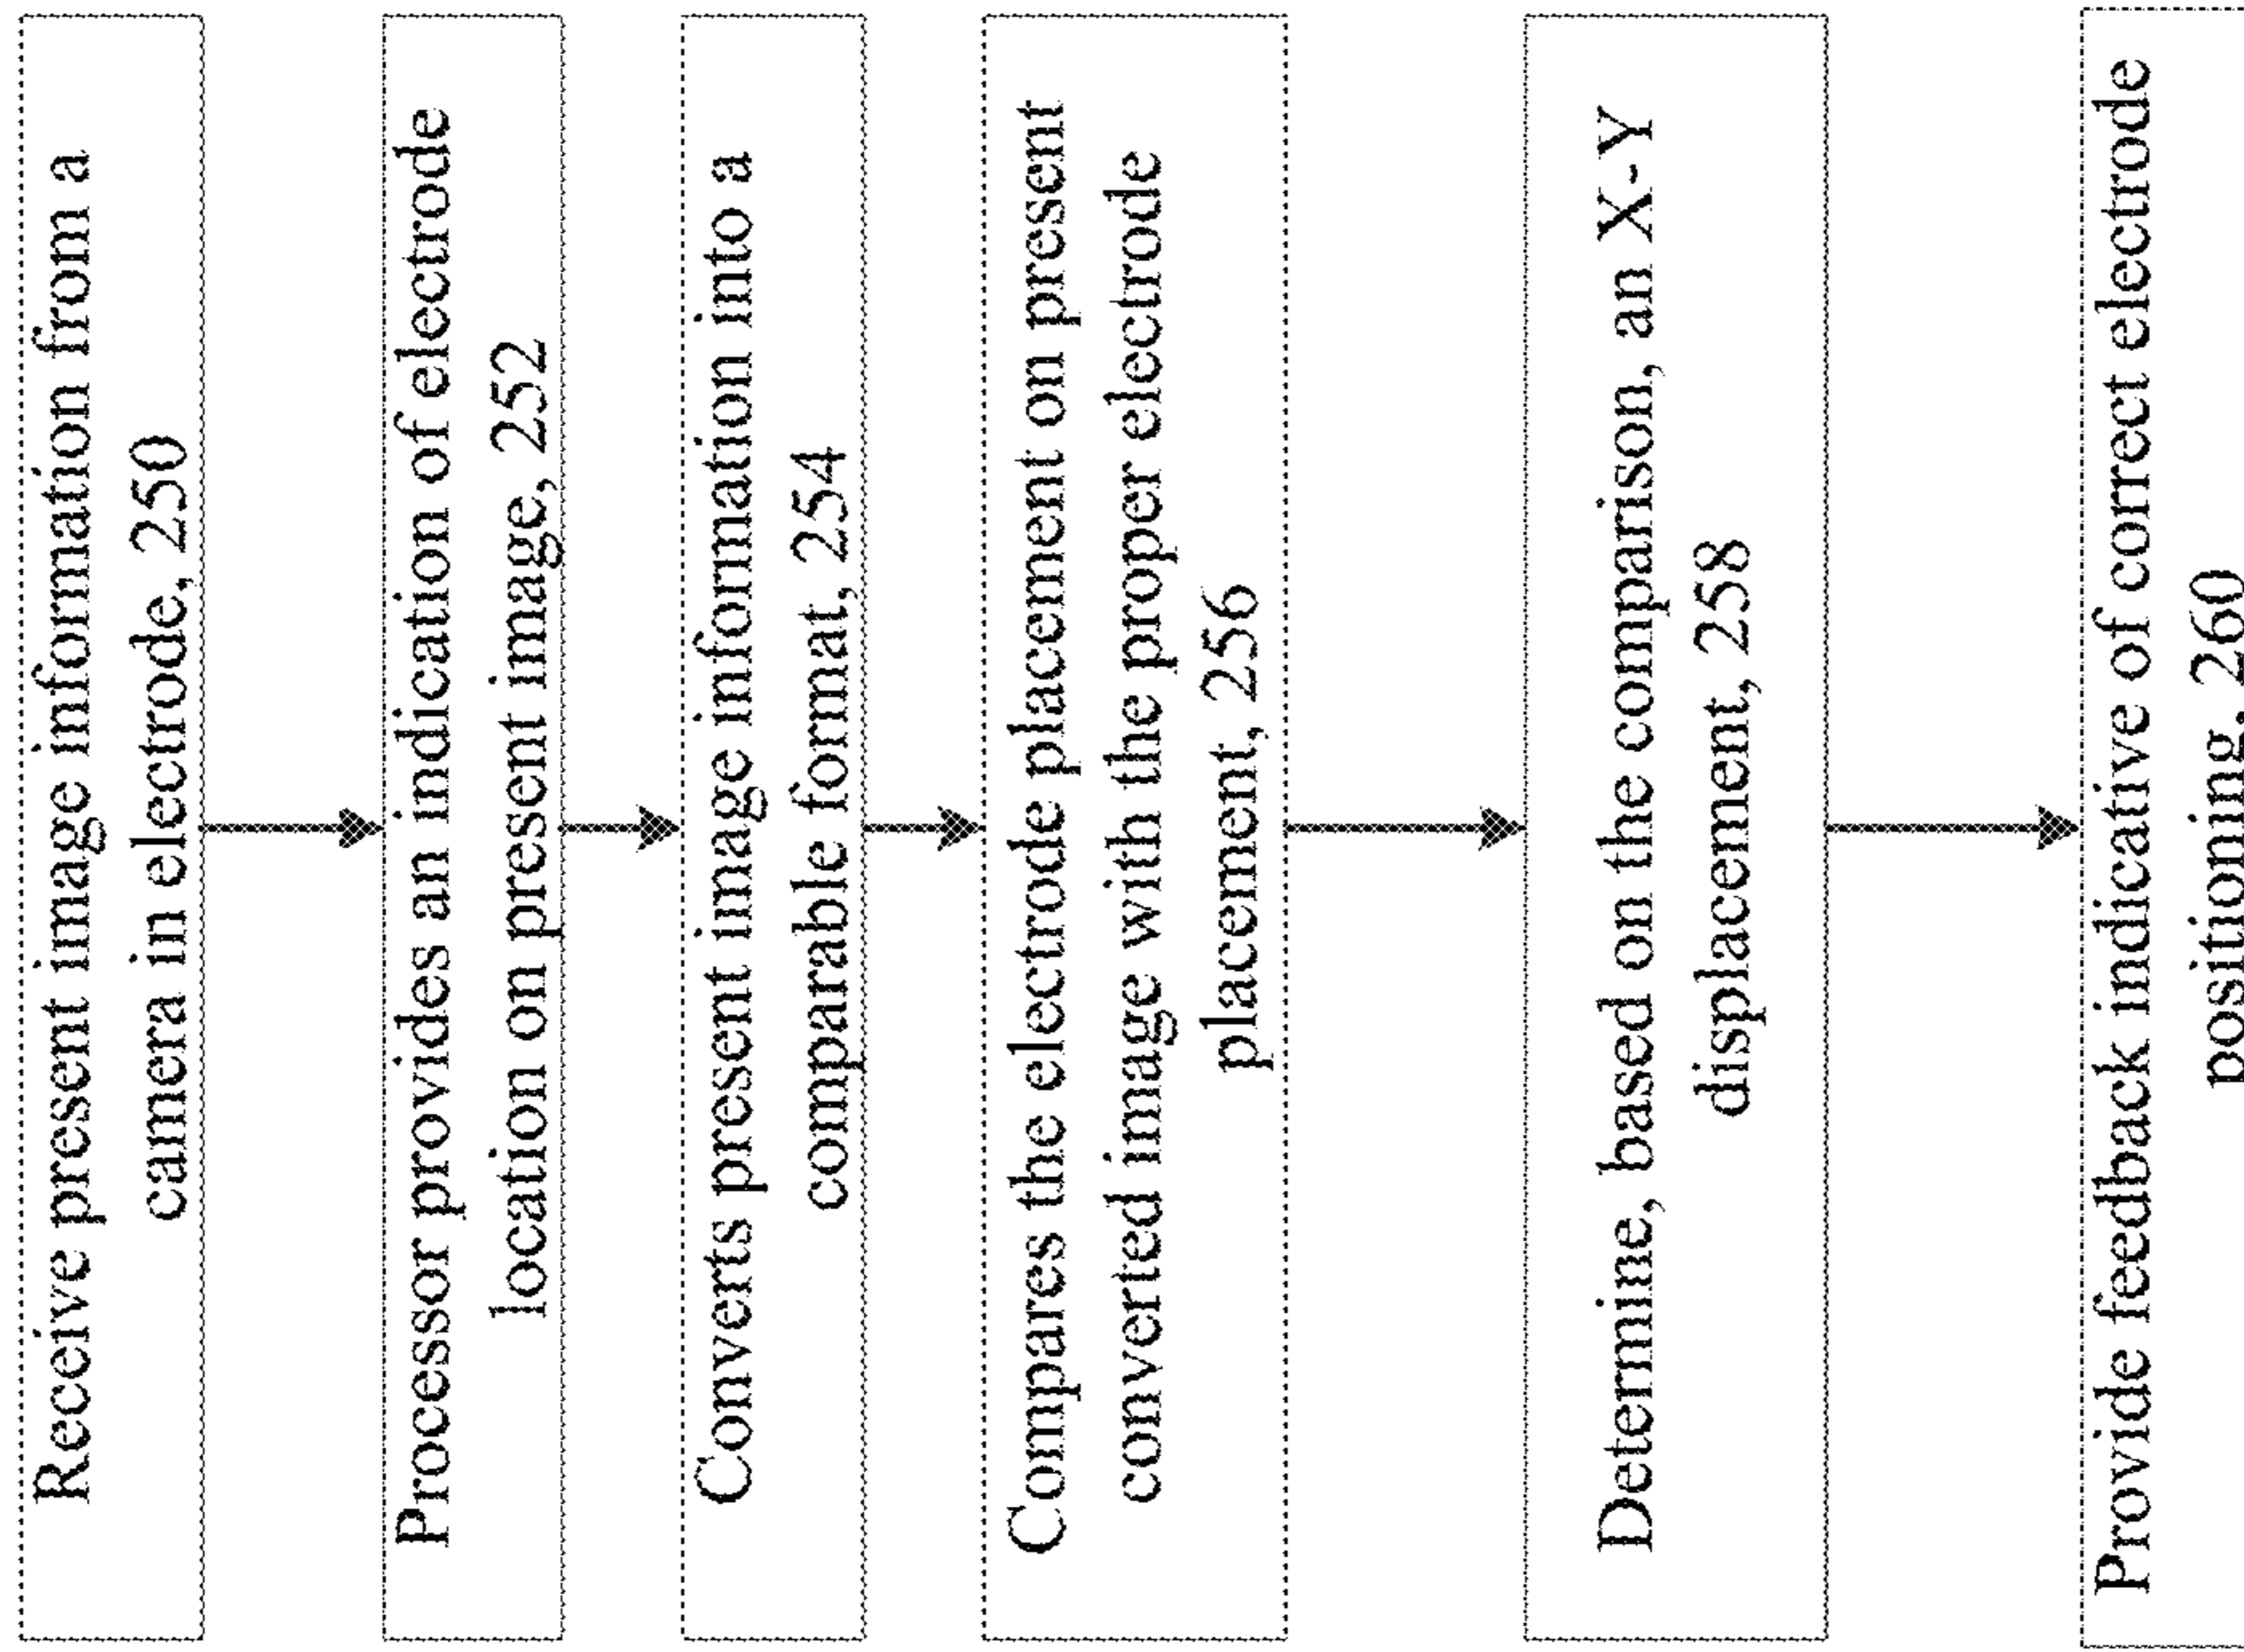 Receive present image information from a
camera in electrode, 250
Processor provides an indication of electrode
location on present image, 252
Converts present image information into a
comparable format, 254
Compares the electrode placement on present
converted image with the proper electrode
placement, 256
Determine, based on the comparison, an X-Y
displacement, 258
Provide feedback indicative of correct electrode
positioning, 260